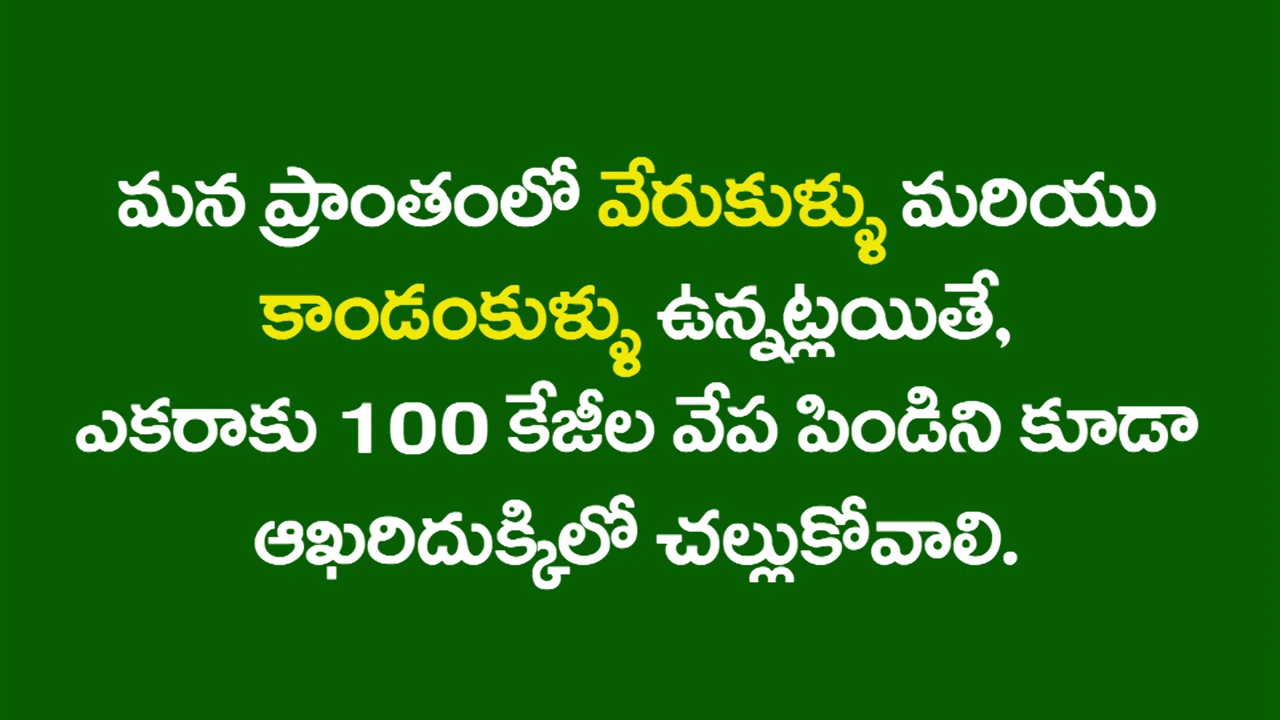 మన ప్రాంతంలో వేరుకుళ్ళు మరియు
కాండంకుళ్ళు ఉన్నట్లయితే,
ఎకరాకు 100 కేజీల వేప పిండిని కూడా
ఆఖరిదుక్కిలో చల్లుకోవాలి.